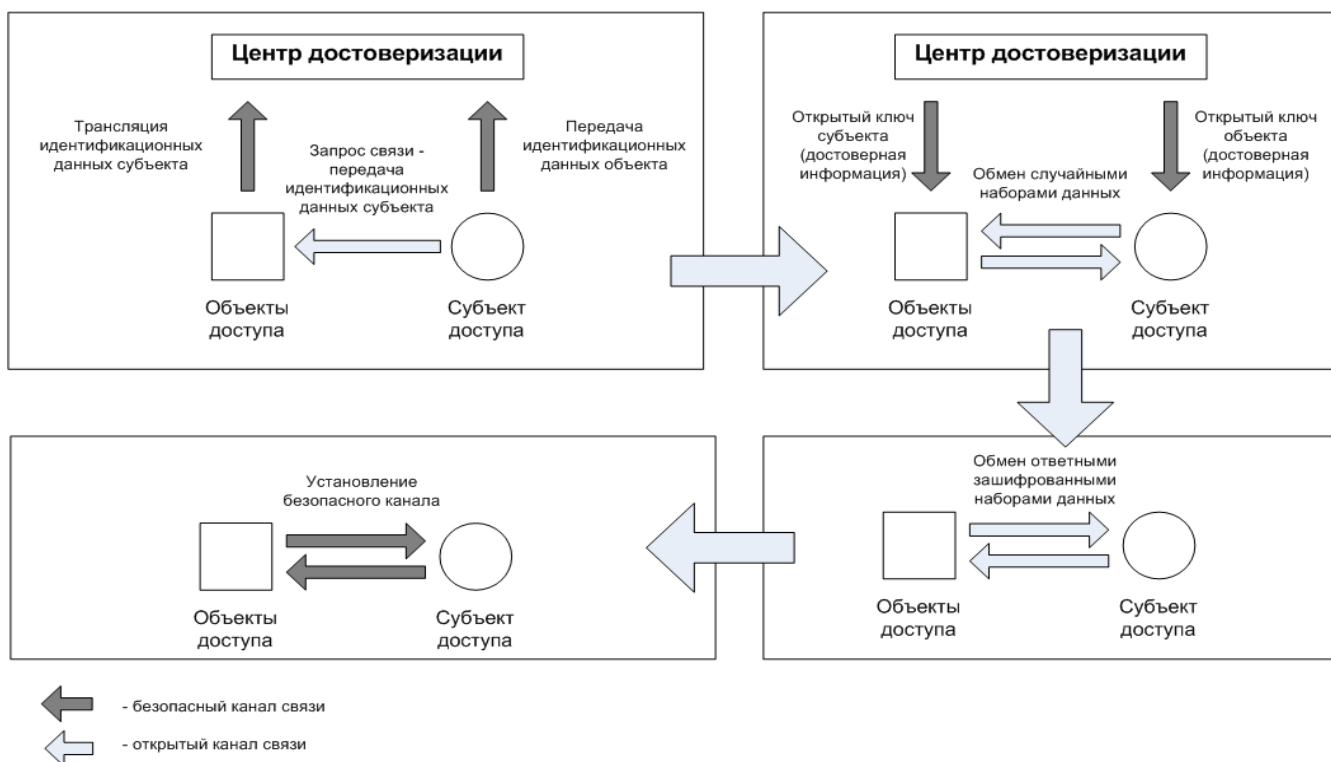 Центр достоверизации
Трансляция
идентификационных
данных субъекта
Запрос связи -
передача
идентификационных
данных субъекта
Передача
идентификационных
данных объекта
Объекты
доступа
Субъект
доступа
Центр достоверизации
Открытый ключ
субъекта
(достоверная
информация)
Обмен случайными
наборами данных
Открытый ключ
объекта
(достоверная
информация)
Объекты
доступа
Субъект
доступа
Установление
безопасного канала
Объекты
доступа
Субъект
доступа
Обмен ответными
зашифрованными
наборами данных
Объекты
доступа
Субъект
доступа
- безопасный канал связи
- открытый канал связи